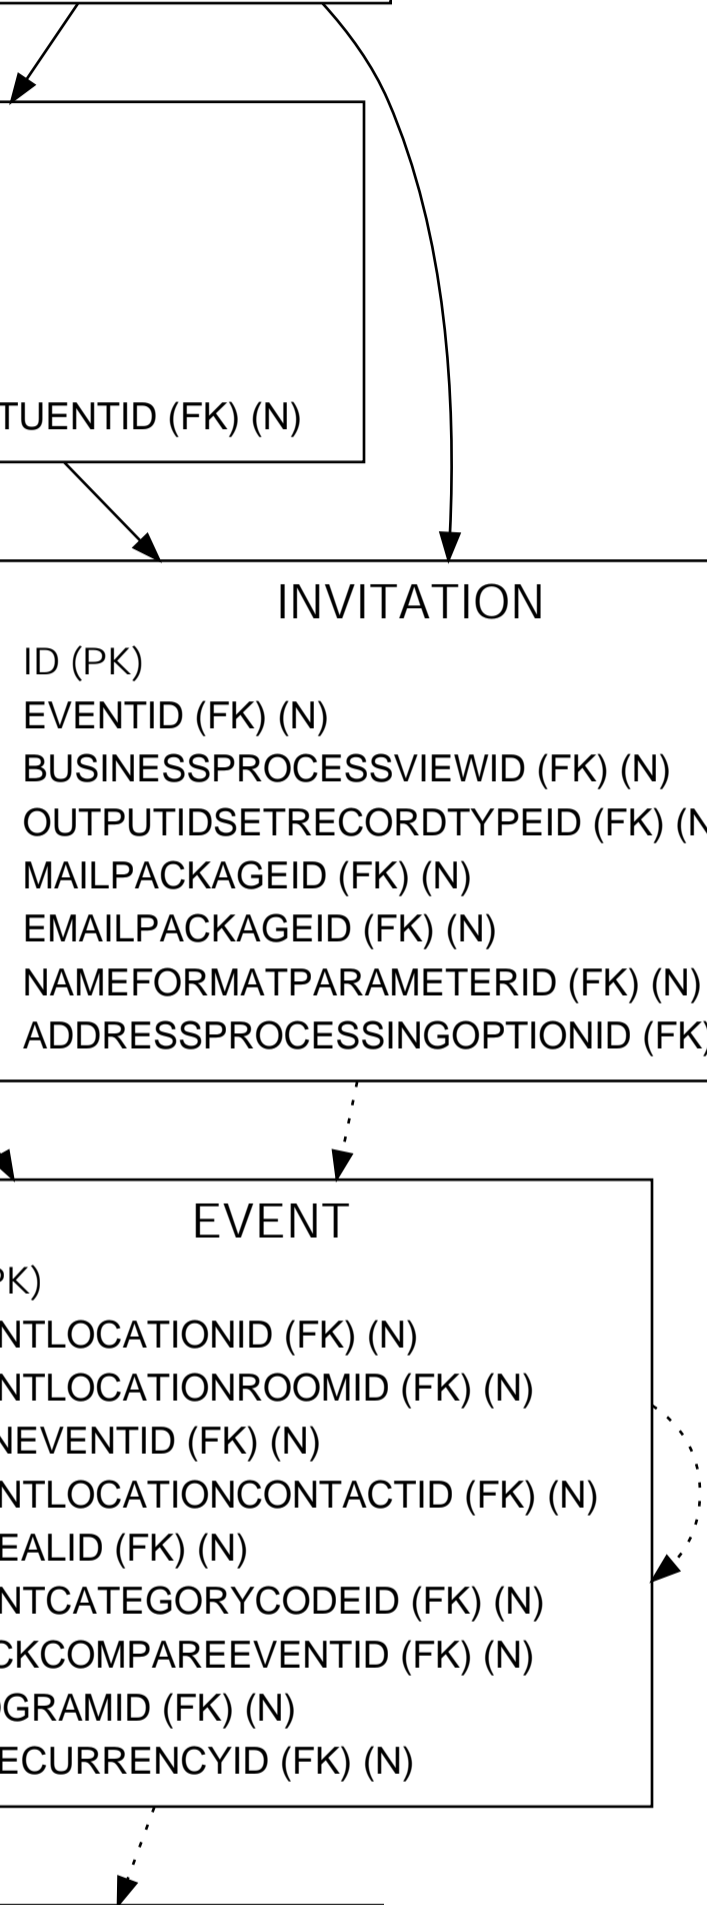 TUENTID (FK) (N)
INVITATION
ID (PK)
EVENTID (FK) (N)
BUSINESSPROCESSVIEWID (FK) (N)
OUTPUTIDSETRECORDTYPEID (FK) (N
MAILPACKAGEID (FK) (N)
EMAILPACKAGEID (FK) (N)
NAMEFORMATPARAMETERID (FK) (N)
ADDRESSPROCESSINGOPTIONID (FK)
EVENT
PK)
NTLOCATIONID (FK) (N)
NTLOCATIONROOMID (FK) (N)
NEVENTID (FK) (N)
NTLOCATIONCONTACTID (FK) (N)
EALID (FK) (N)
NTCATEGORYCODEID (FK) (N)
CKCOMPAREEVENTID (FK) (N)
OGRAMID (FK) (N)
ECURRENCYID (FK) (N)